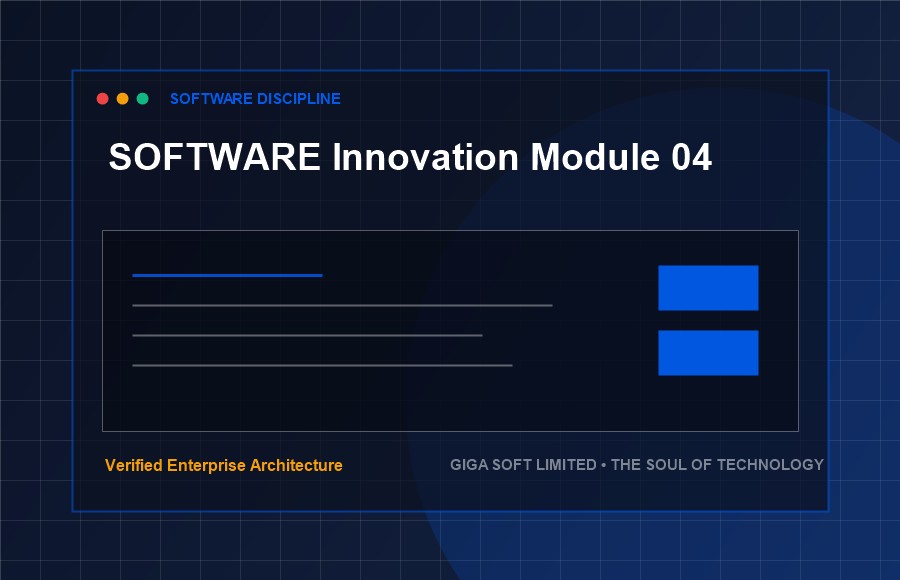 SOFTWARE DISCIPLINE
SOFTWARE Innovation Module 04
Verified Enterprise Architecture
GIGA SOFT LIMITED • THE SOUL OF TECHNOLOGY